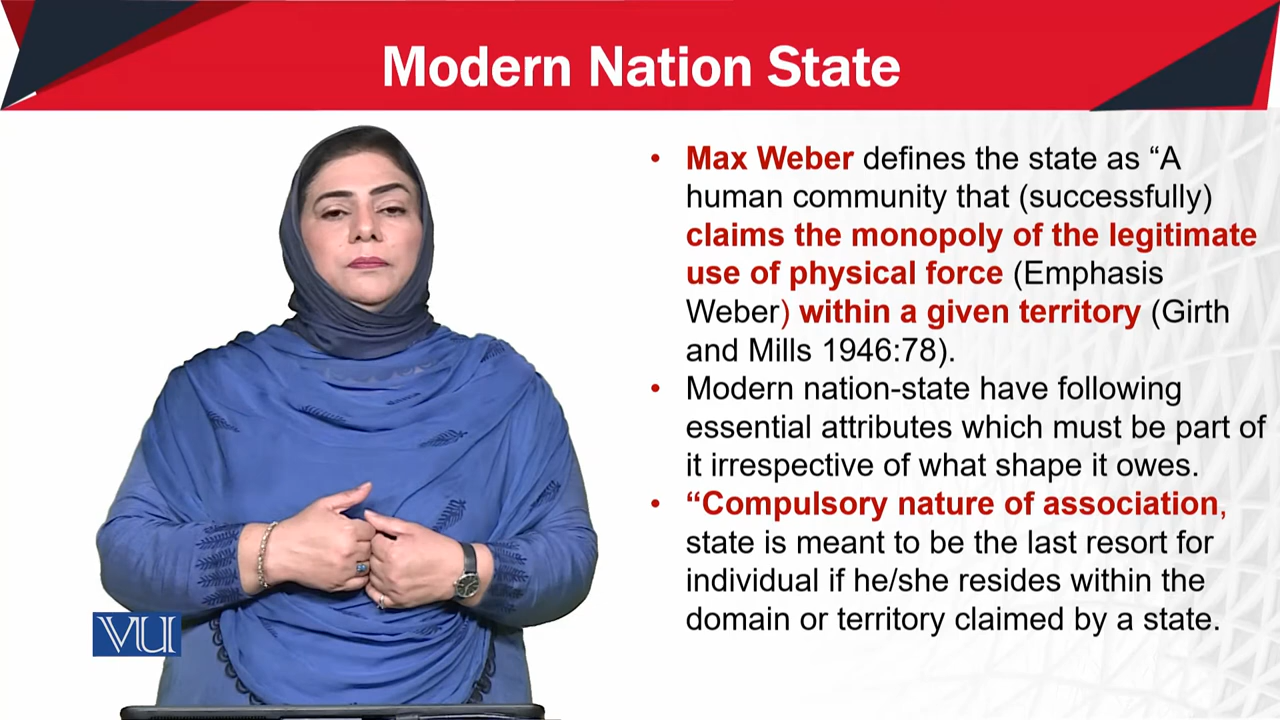 Modern Nation State
• Max Weber defines the state as “A
human community that (successfully)
claims the monopoly of the legitimate
use of physical force (Emphasis
Weber) within a given territory (Girth
and Mills 1946:78).
• Modern nation-state have following
essential attributes which must be part of
it irrespective of what shape it owes.
• “Compulsory nature of association,
state is meant to be the last resort for
individual if he/she resides within the
domain or territory claimed by a state.
VU